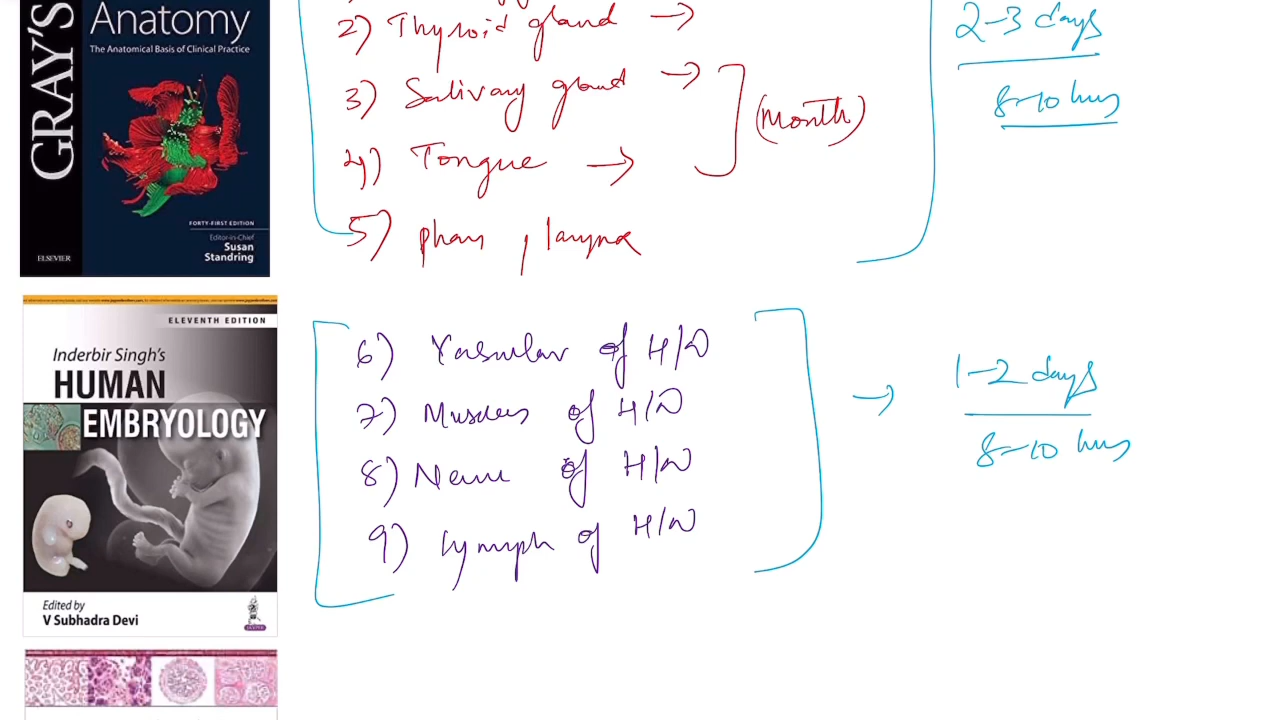 GRAY'S
Anatomy
The Anatomical Basis of Clinical Practice
FORTY-FIRST EDITION
Editor-in-Chief
Susan
Standring
ELSEVIER
2) Thyroid gland →
3) Salivary gland →
4) Tongue →
(Month)
5) phary, larynx
2-3 days
8-10 hrs
ELEVENTH EDITION
Inderbir Singh's
HUMAN
EMBRYOLOGY
Edited by
V Subhadra Devi
6) Vascular of H/N
7) Muscles of H/N
8) Nerve of H/N
9) Lymph of H/N
→ 1-2 days
8-10 hrs